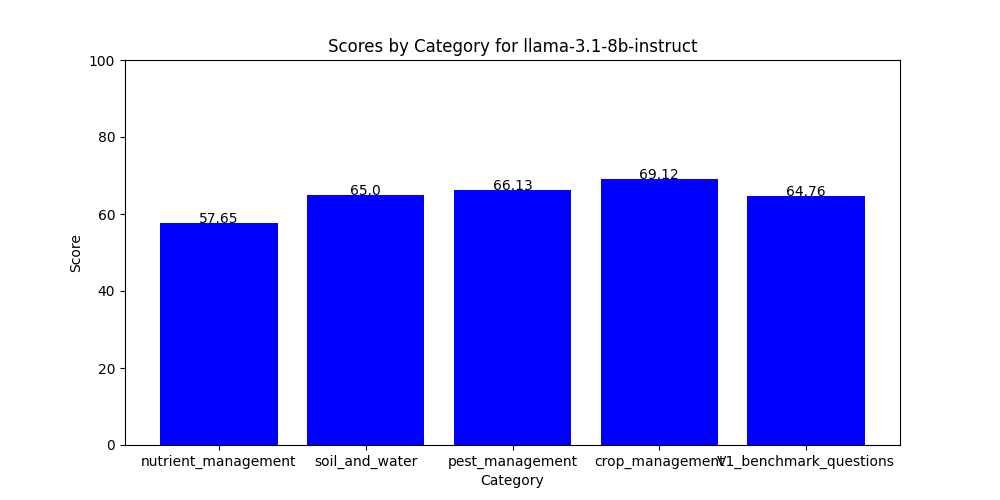 Scores by Category for llama-3.1-8b-instruct
100
80
60
40
20
0
Score
57.65
65.0
66.13
69.12
64.76
nutrient_management
soil_and_water
pest_management
crop_management
V1_benchmark_questions
Category